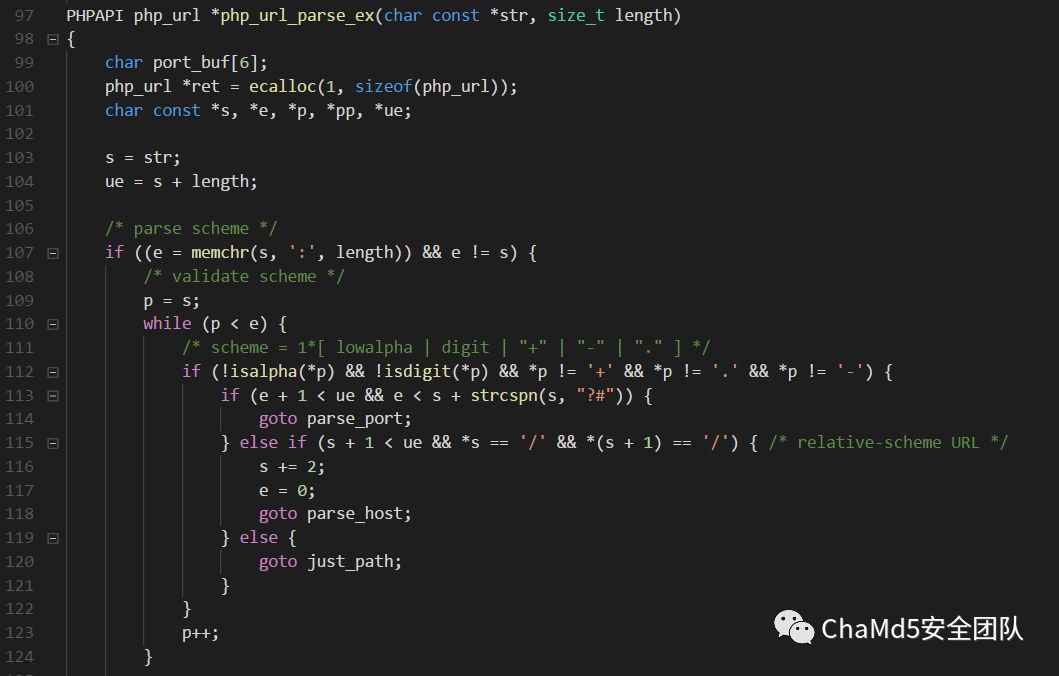 97 PHPAPI php_url *php_url_parse_ex(char const *str, size_t length)
98 {
99 char port_buf[6];
100 php_url *ret = ecalloc(1, sizeof(php_url));
101 char const *s, *e, *p, *pp, *ue;
102
103 s = str;
104 ue = s + length;
105
106 /* parse scheme */
107 if ((e = memchr(s, ':', length)) && e != s) {
108 /* validate scheme */
109 p = s;
110 while (p < e) {
111 /* scheme = 1*[ lowalpha | digit | "+" | "-" | "." ] */
112 if (!isalpha(*p) && !isdigit(*p) && *p != '+' && *p != '.' && *p != '-') {
113 if (e + 1 < ue && e < s + strcspn(s, "?#")) {
114 goto parse_port;
115 } else if (s + 1 < ue && *s == '/' && *(s + 1) == '/') { /* relative-scheme URL */
116 s += 2;
117 e = 0;
118 goto parse_host;
119 } else {
120 goto just_path;
121 }
122 }
123 p++;
124 }
ChaMd5安全团队